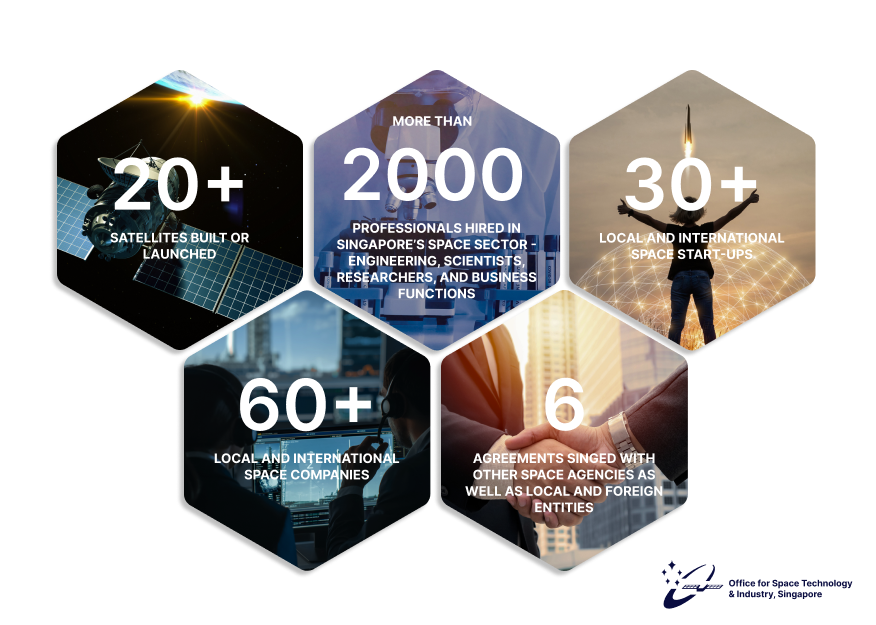 20+
SATELLITES BUILT OR
LAUNCHED
MORE THAN
2000
PROFESSIONALS HIRED IN
SINGAPORE'S SPACE SECTOR -
ENGINEERING, SCIENTISTS,
RESEARCHERS, AND BUSINESS
FUNCTIONS
30+
LOCAL AND INTERNATIONAL
SPACE START-UPS
60+
LOCAL AND INTERNATIONAL
SPACE COMPANIES
6
AGREEMENTS SINGED WITH
OTHER SPACE AGENCIES AS
WELL AS LOCAL AND FOREIGN
ENTITIES
Office for Space Technology
& Industry, Singapore